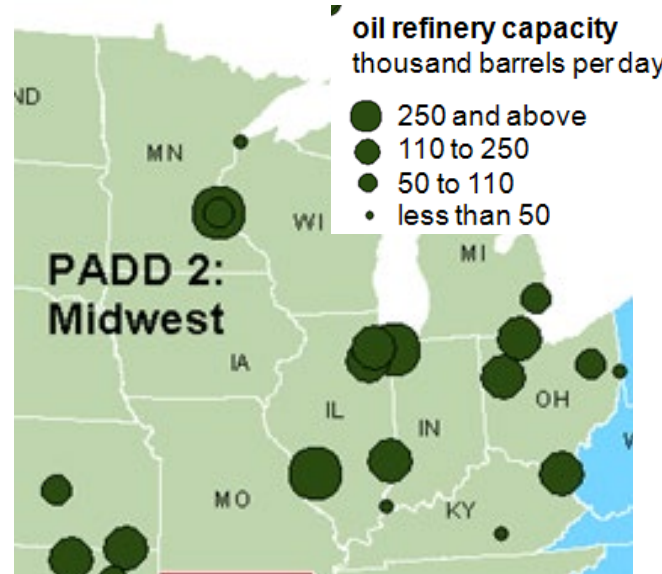 oil refinery capacity
thousand barrels per day
250 and above
110 to 250
50 to 110
less than 50
ND
MN
WI
MI
PADD 2:
Midwest
IA
IL
IN
OH
MO
KY